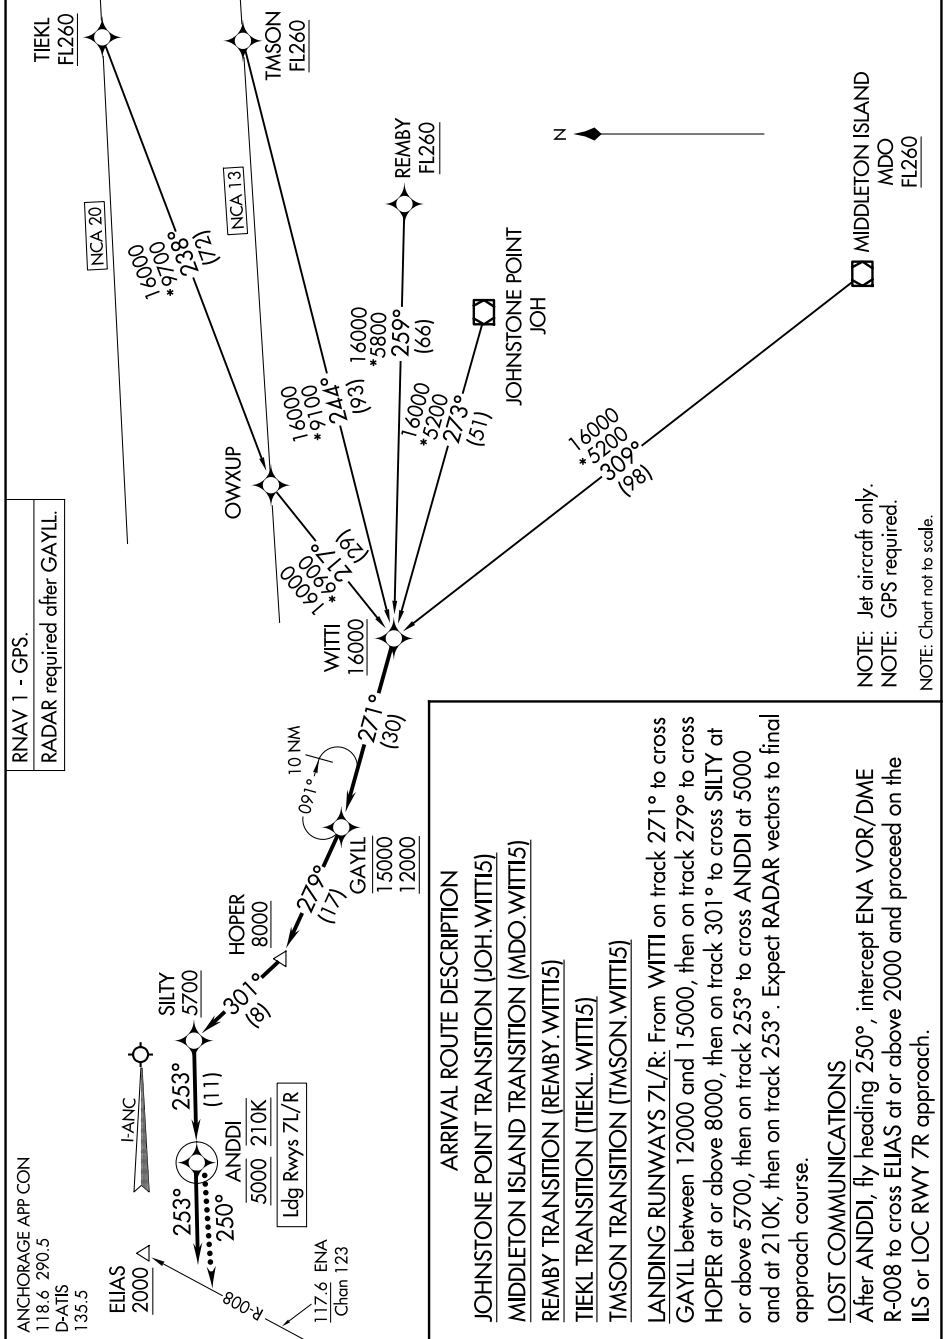 RNAV 1 - GPS.
RADAR required after GAYLL.
ANCHORAGE APP CON
118.6 290.5
D-ATIS
135.5
TIEKL
FL260
TMSON
FL260
NCA 20
NCA 13
16000
*9700
238°
(72)
REMBY
FL260
N
MIDDLETON ISLAND
MDO
FL260
JOHNSTONE POINT
JOH
16000
*9100
244°
(93)
16000
*5800
259°
(66)
16000
*5200
273°
(51)
16000
*5200
309°
(98)
OWXUP
16000
*6900
217°
(29)
WITTI
16000
271°
(30)
10 NM
091°
GAYLL
15000
12000
279°
(17)
HOPER
8000
301°
(8)
SILTY
5700
I-ANC
253°
(11)
ANDDI
5000 210K
Ldg Rwys 7L/R
253°
250°
ELIAS
2000
R-008
117.6 ENA
Chan 123
NOTE: Jet aircraft only.
NOTE: GPS required.
NOTE: Chart not to scale.
ARRIVAL ROUTE DESCRIPTION
JOHNSTONE POINT TRANSITION (JOH.WITTI5)
MIDDLETON ISLAND TRANSITION (MDO.WITTI5)
REMBY TRANSITION (REMBY.WITTI5)
TIEKL TRANSITION (TIEKL.WITTI5)
TMSON TRANSITION (TMSON.WITTI5)
LANDING RUNWAYS 7L/R: From WITTI on track 271° to cross
GAYLL between 12000 and 15000, then on track 279° to cross
HOPER at or above 8000, then on track 301° to cross SILTY at
or above 5700, then on track 253° to cross ANDDI at 5000
and at 210K, then on track 253°. Expect RADAR vectors to final
approach course.
LOST COMMUNICATIONS
After ANDDI, fly heading 250°, intercept ENA VOR/DME
R-008 to cross ELIAS at or above 2000 and proceed on the
ILS or LOC RWY 7R approach.